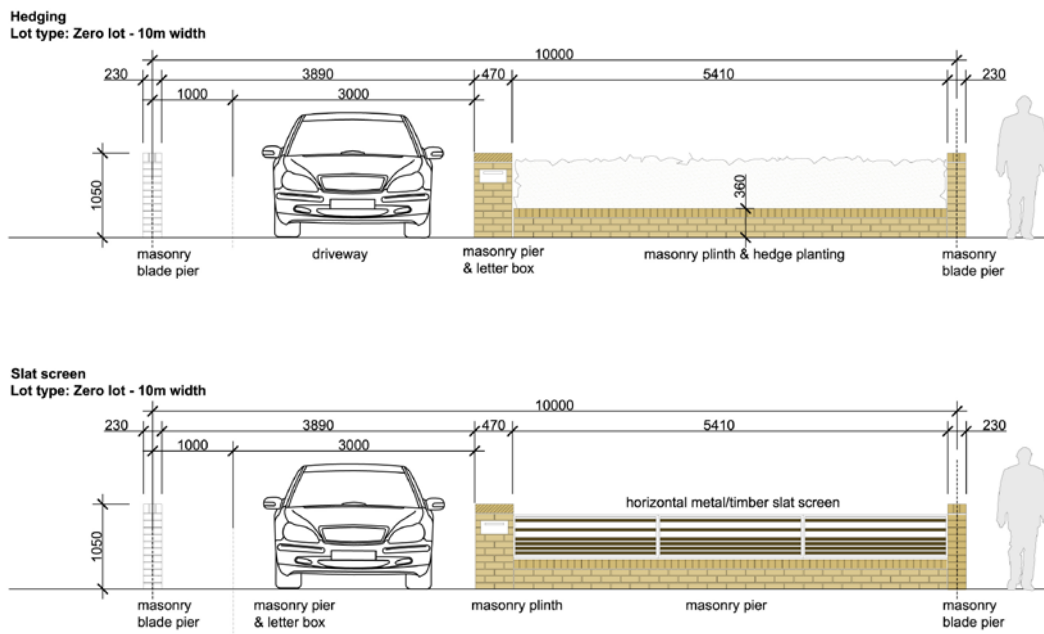 Hedging
Lot type: Zero lot - 10m width
10000
230
3890
470
5410
230
1000
3000
1050
360
masonry
blade pier
driveway
masonry pier
& letter box
masonry plinth & hedge planting
masonry
blade pier
Slat screen
Lot type: Zero lot - 10m width
10000
230
3890
470
5410
230
1000
3000
horizontal metal/timber slat screen
1050
masonry
blade pier
masonry pier
& letter box
masonry plinth
masonry pier
masonry
blade pier